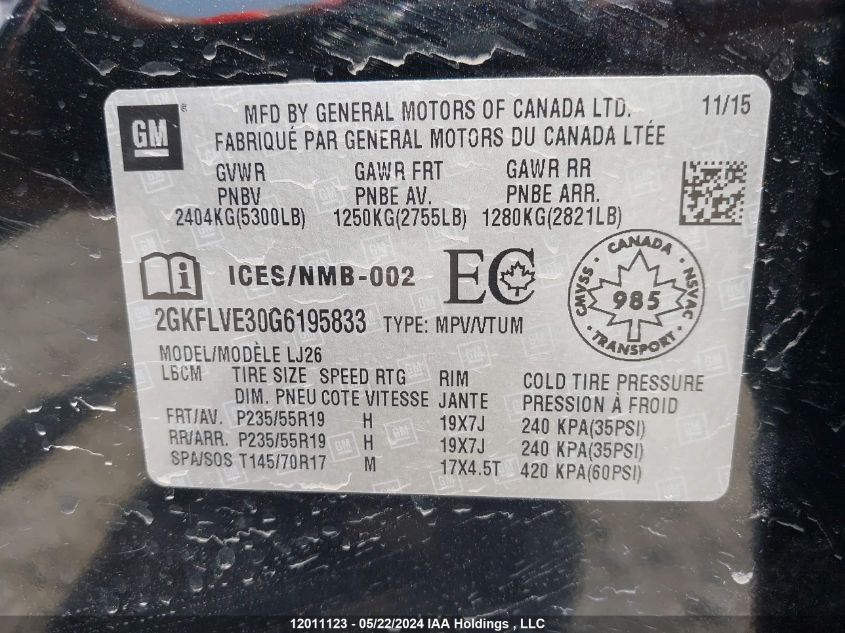 GM ®
MFD BY GENERAL MOTORS OF CANADA LTD. 11/15
FABRIQUÉ PAR GENERAL MOTORS DU CANADA LTÉE
GVWR GAWR FRT GAWR RR
PNBV PNBE AV. PNBE ARR.
2404KG(5300LB) 1250KG(2755LB) 1280KG(2821LB)
ICES/NMB-002 EC
CANADA
CMVSS 985 NSVAC
TRANSPORT
2GKFLVE30G6195833 TYPE: MPV/VTUM
MODEL/MODÈLE LJ26
L6CM TIRE SIZE SPEED RTG RIM COLD TIRE PRESSURE
DIM. PNEU COTE VITESSE JANTE PRESSION À FROID
FRT/AV. P235/55R19 H 19X7J 240 KPA(35PSI)
RR/ARR. P235/55R19 H 19X7J 240 KPA(35PSI)
SPA/SOS T145/70R17 M 17X4.5T 420 KPA(60PSI)
12011123 - 05/22/2024 IAA Holdings , LLC